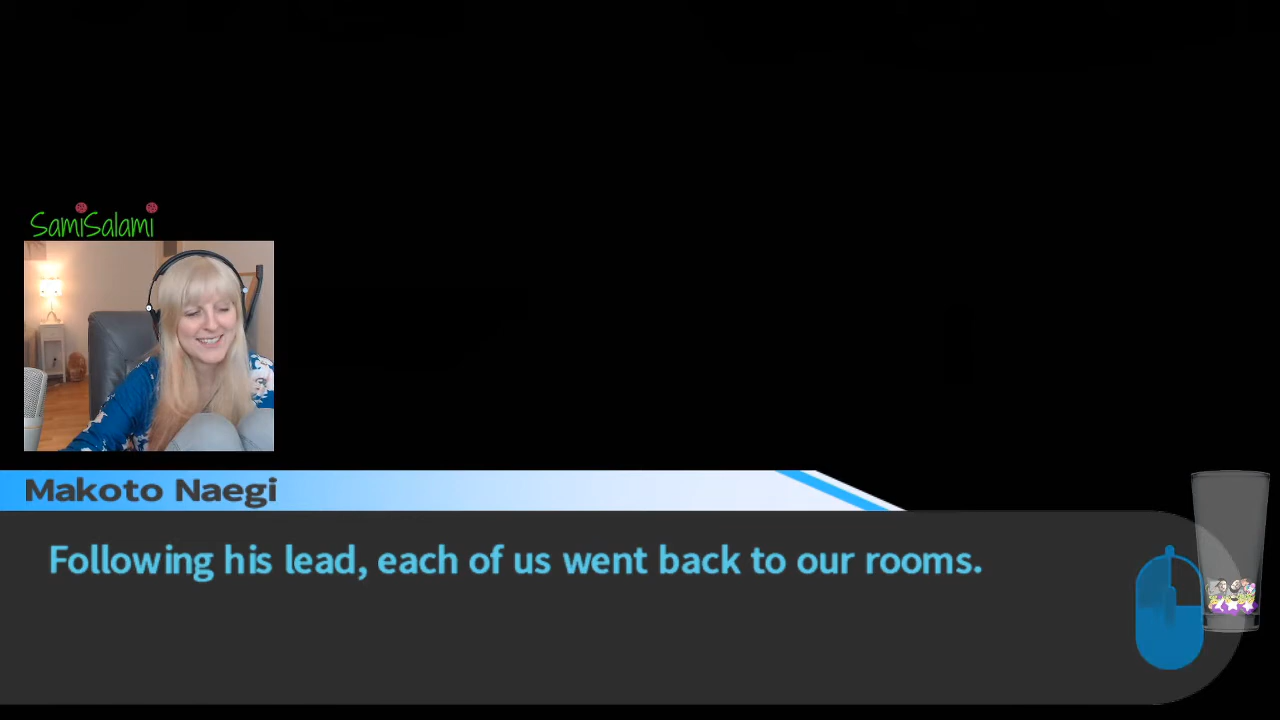 SamiSalami
Makoto Naegi
Following his lead, each of us went back to our rooms.